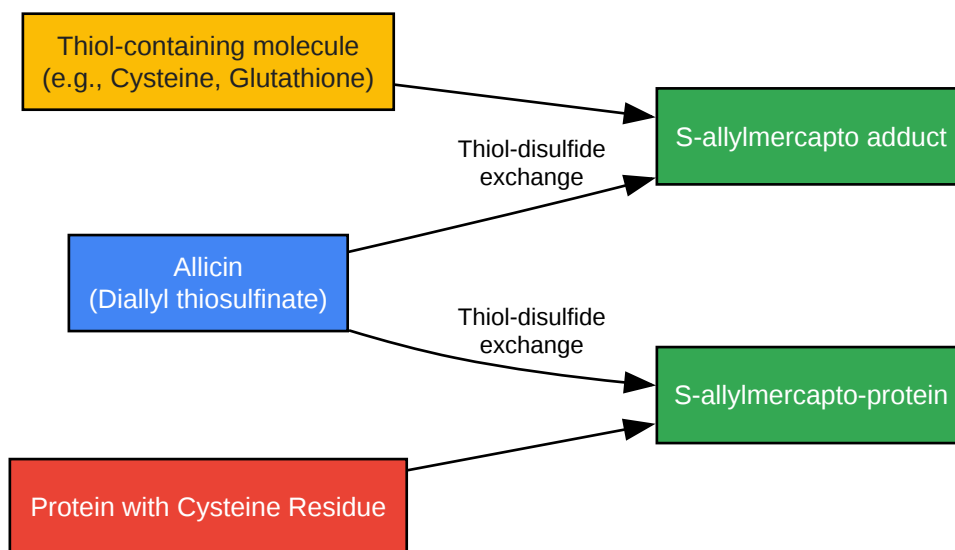 Thiol-containing molecule
(e.g., Cysteine, Glutathione)
S-allylmercapto adduct
Thiol-disulfide
exchange
Allicin
(Diallyl thiosulfinate)
Thiol-disulfide
exchange
S-allylmercapto-protein
Protein with Cysteine Residue